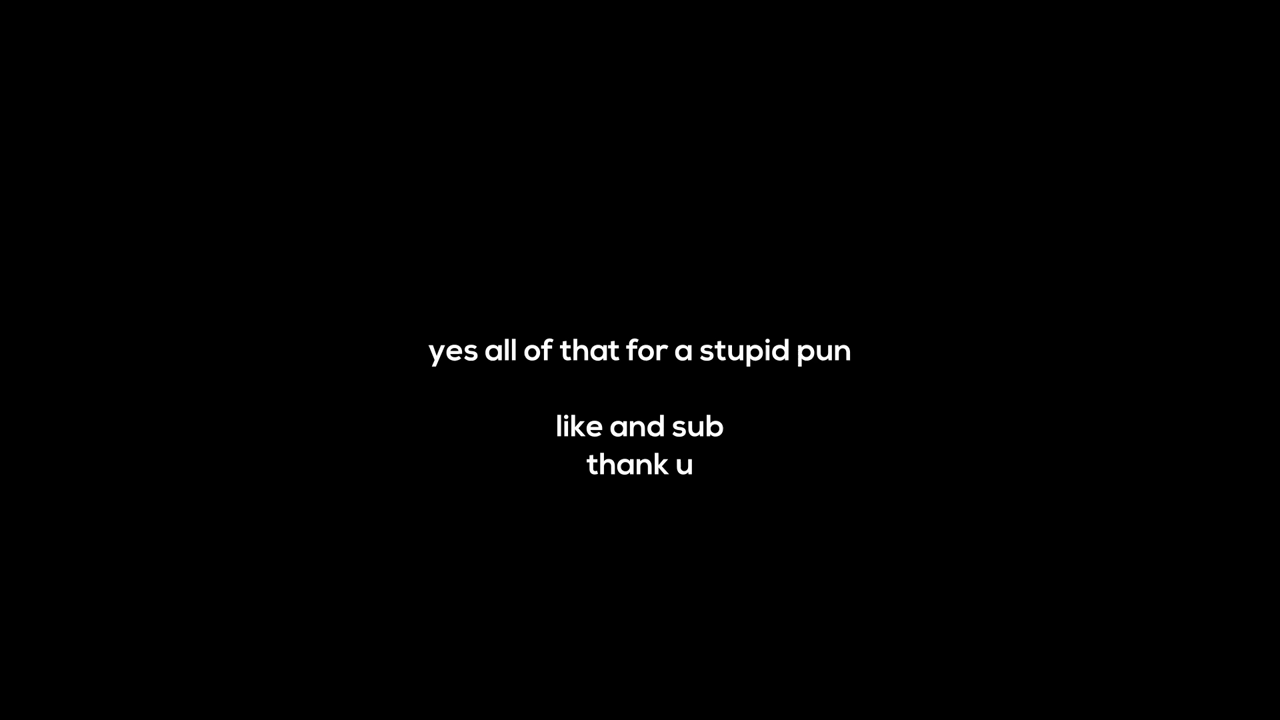 yes all of that for a stupid pun
like and sub
thank u